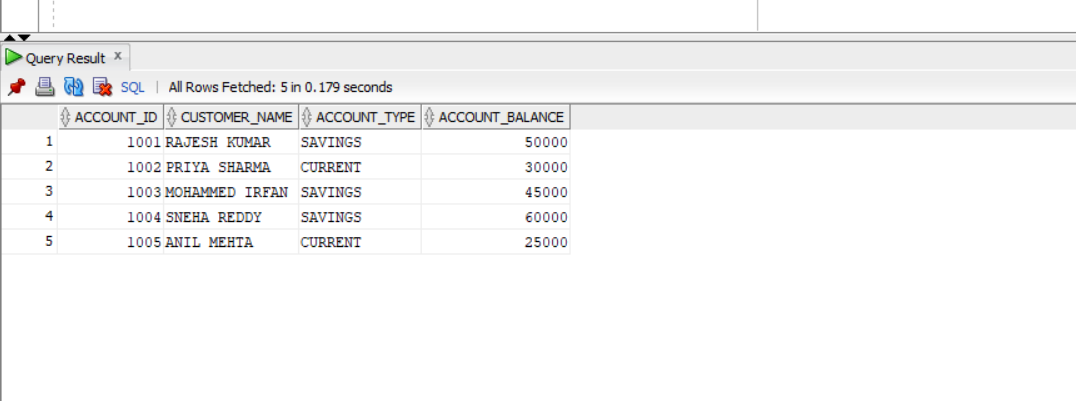 Query Result x
SQL | All Rows Fetched: 5 in 0.179 seconds
ACCOUNT_ID CUSTOMER_NAME ACCOUNT_TYPE ACCOUNT_BALANCE
1 1001 RAJESH KUMAR SAVINGS 50000
2 1002 PRIYA SHARMA CURRENT 30000
3 1003 MOHAMMED IRFAN SAVINGS 45000
4 1004 SNEHA REDDY SAVINGS 60000
5 1005 ANIL MEHTA CURRENT 25000